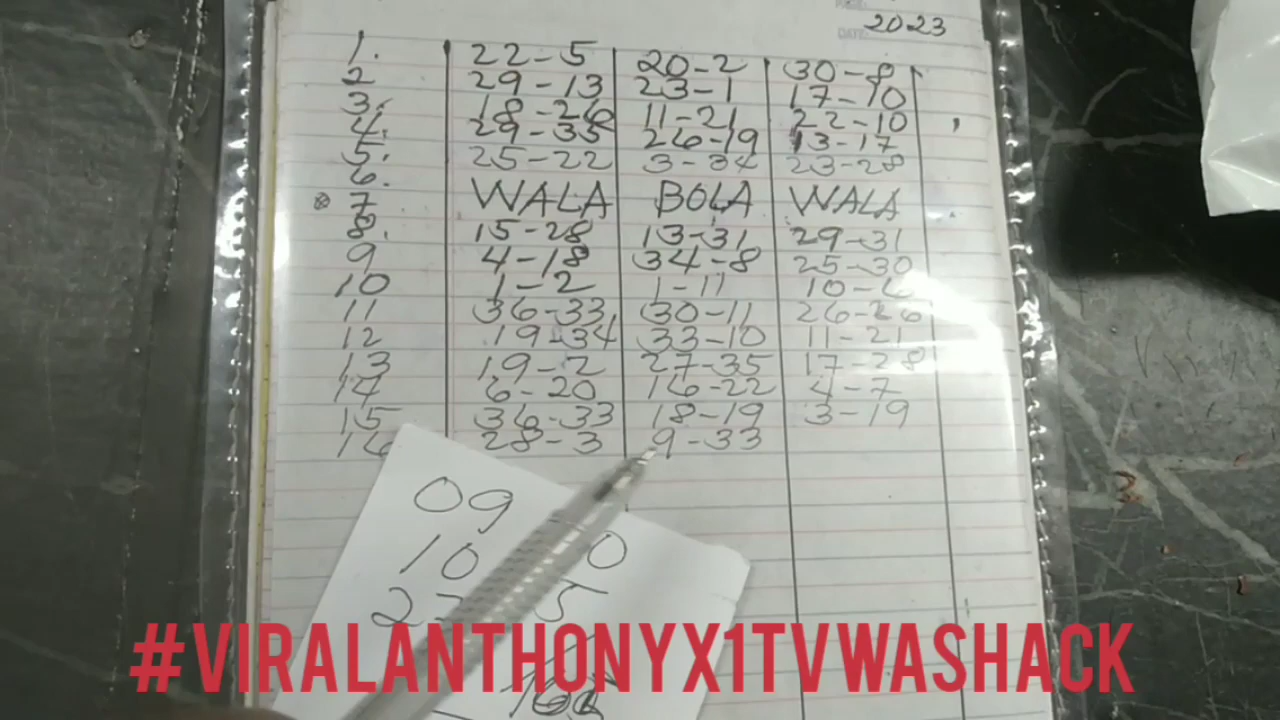 2023
DATE:
1. 22-5 20-2 30-8
2 29-13 23-1 17-10
3. 18-26 11-21 22-10
4. 29-35 26-19 13-17
5. 25-22 3-34 23-28
6.
7 WALA BOLA WALA
8. 15-28 13-31 29-31
9 4-18 34-8 25-30
10 1-2 1-11 10-6
11 36-33 30-11 26-26
12 19-34 33-10 11-21
13 19-2 27-35 17-28
14 6-20 16-22 4-7
15 36-33 18-19 3-19
16 28-3 9-33
09
10
#VIRALANTHONYX1TVWASHACK